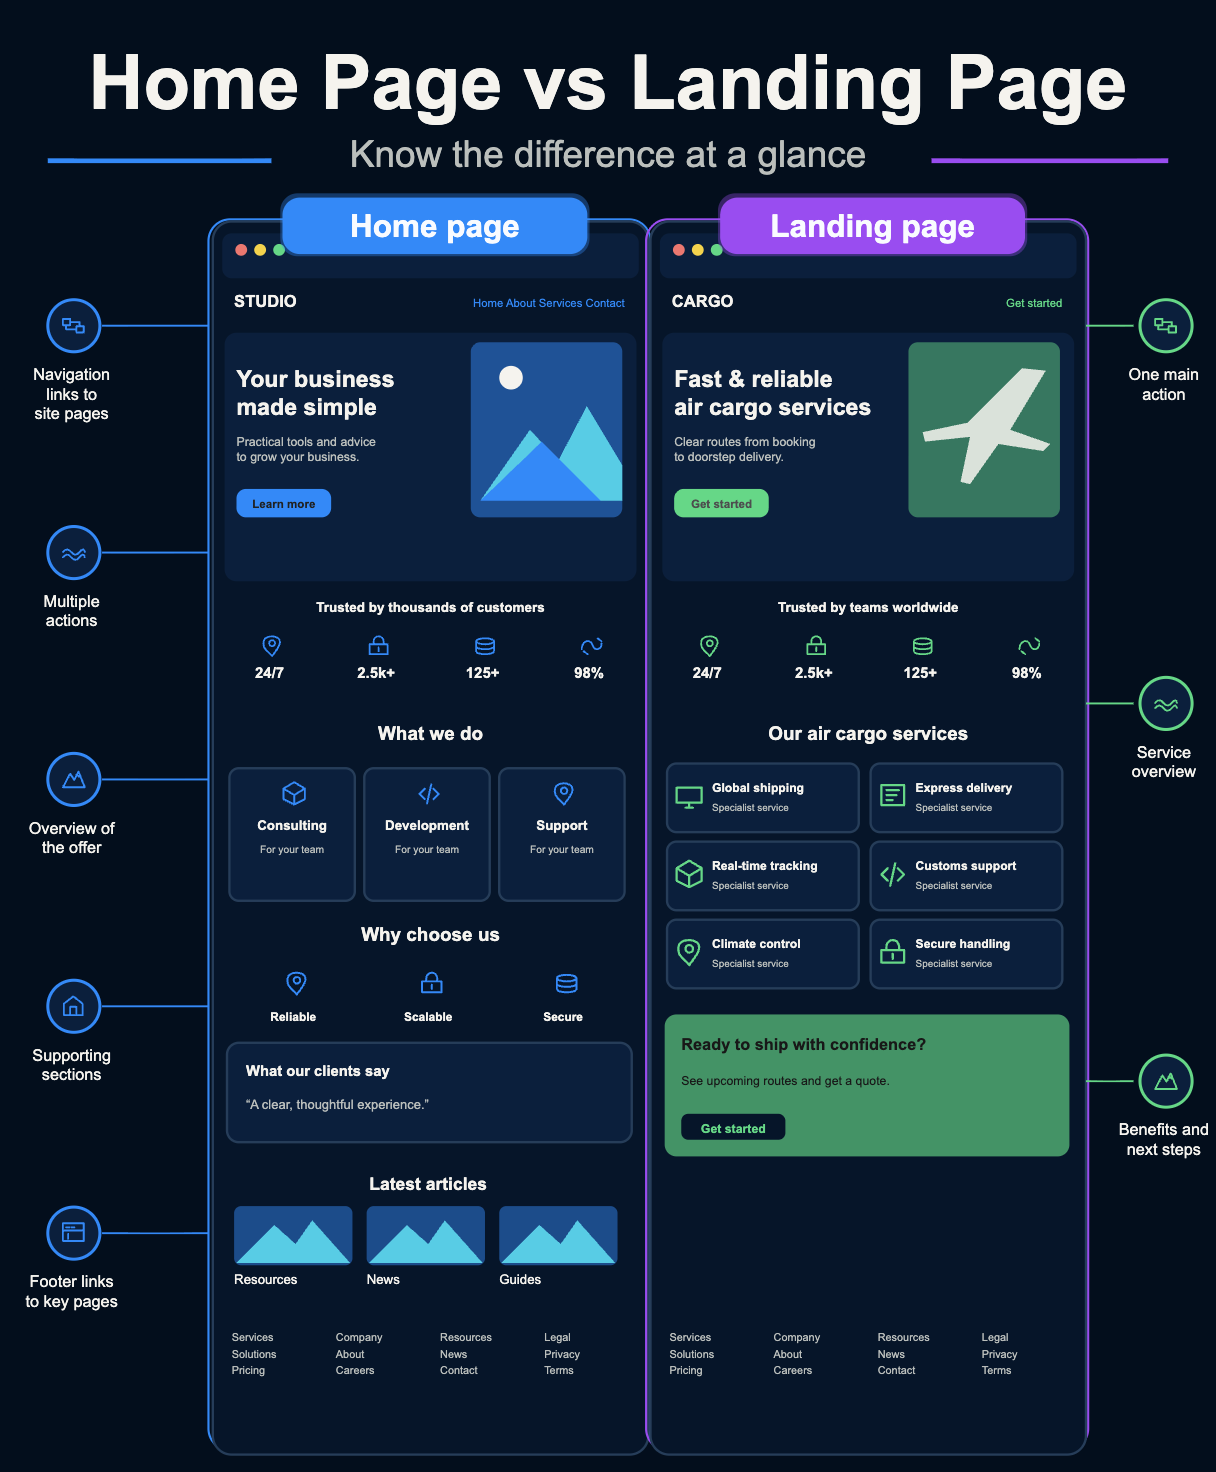 Home Page vs Landing Page
Know the difference at a glance
Home page
STUDIO
Home About Services Contact
Your business
made simple
Practical tools and advice
to grow your business.
Learn more
Trusted by thousands of customers
24/7
2.5k+
125+
98%
What we do
Consulting
For your team
Development
For your team
Support
For your team
Why choose us
Reliable
Scalable
Secure
What our clients say
“A clear, thoughtful experience.”
Latest articles
Resources
News
Guides
Services
Solutions
Pricing
Company
About
Careers
Resources
News
Contact
Legal
Privacy
Terms
Navigation
links to
site pages
Multiple
actions
Overview of
the offer
Supporting
sections
Footer links
to key pages
Landing page
CARGO
Get started
Fast & reliable
air cargo services
Clear routes from booking
to doorstep delivery.
Get started
Trusted by teams worldwide
24/7
2.5k+
125+
98%
Our air cargo services
Global shipping
Specialist service
Express delivery
Specialist service
Real-time tracking
Specialist service
Customs support
Specialist service
Climate control
Specialist service
Secure handling
Specialist service
Ready to ship with confidence?
See upcoming routes and get a quote.
Get started
Services
Solutions
Pricing
Company
About
Careers
Resources
News
Contact
Legal
Privacy
Terms
One main
action
Service
overview
Benefits and
next steps